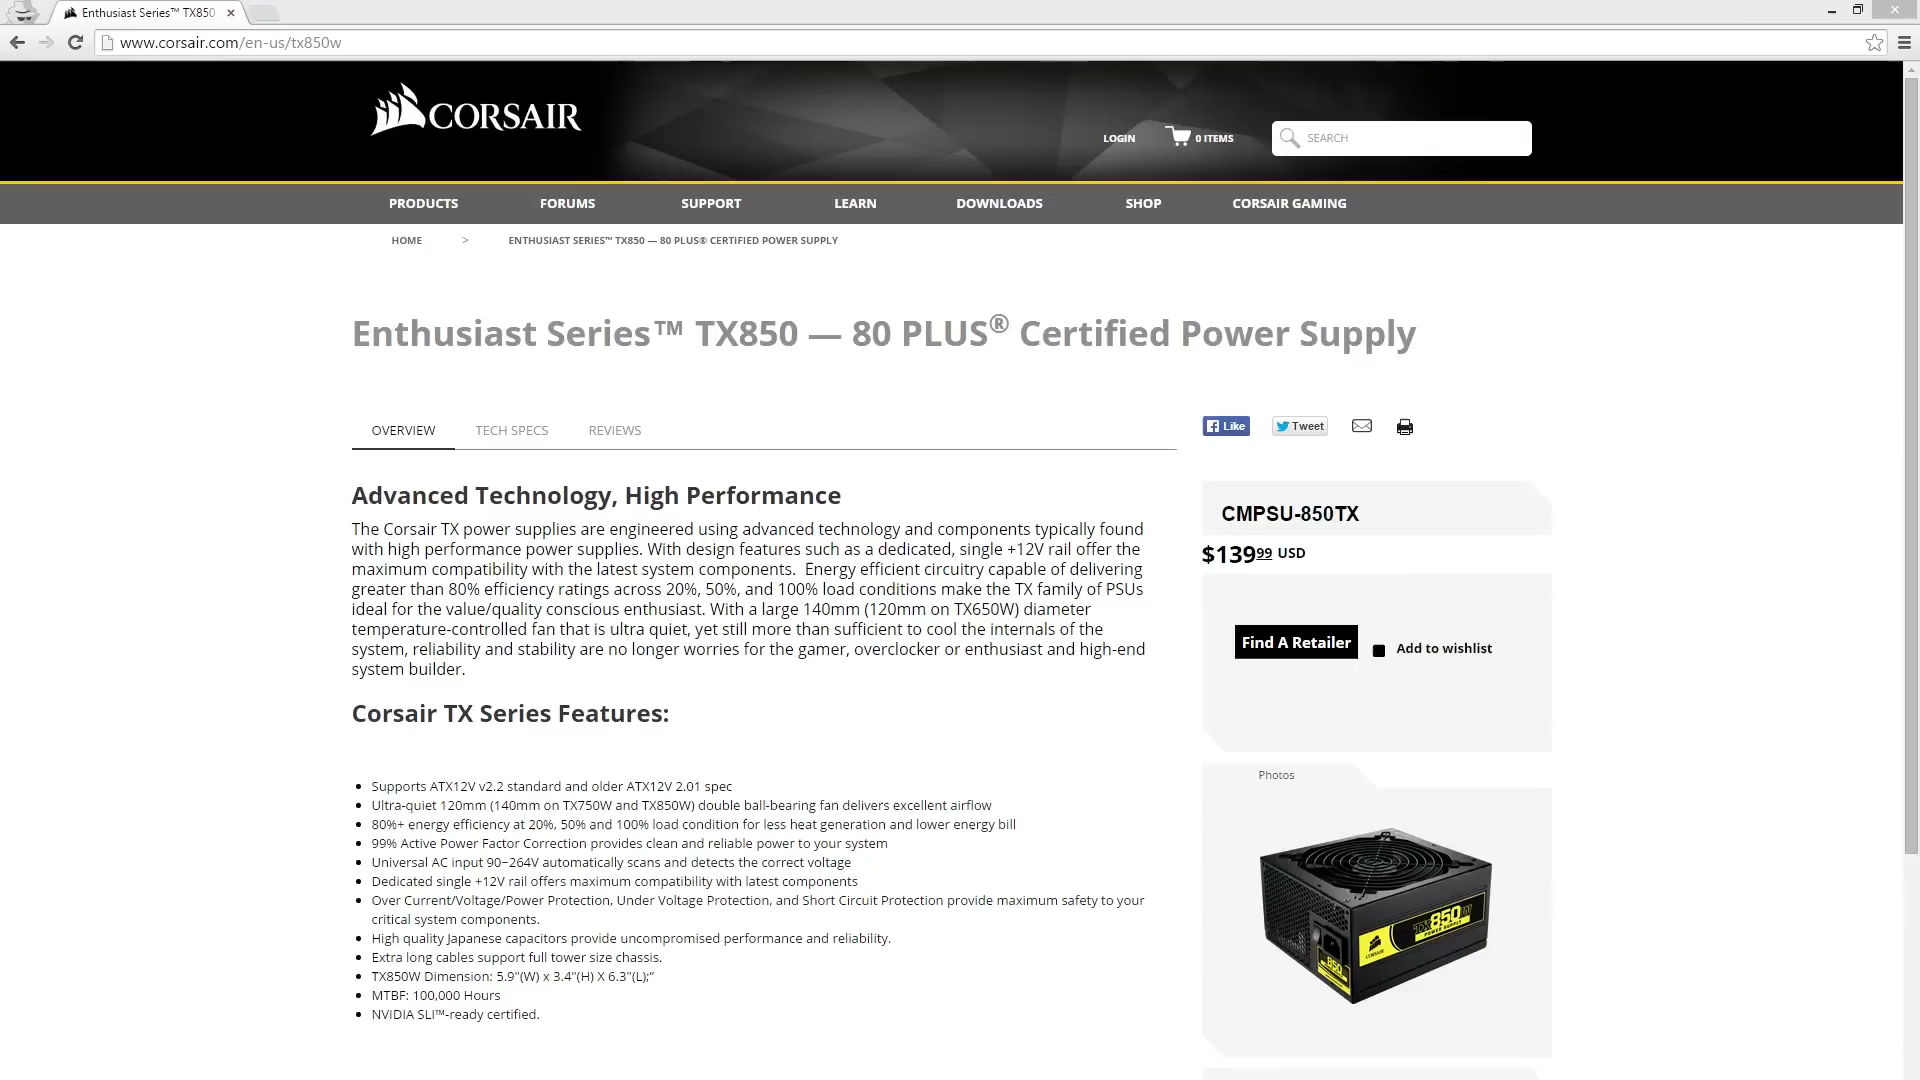 Enthusiast Series™ TX850
www.corsair.com/en-us/tx850w
CORSAIR
LOGIN
0 ITEMS
SEARCH
PRODUCTS
FORUMS
SUPPORT
LEARN
DOWNLOADS
SHOP
CORSAIR GAMING
HOME > ENTHUSIAST SERIES™ TX850 — 80 PLUS® CERTIFIED POWER SUPPLY
Enthusiast Series™ TX850 — 80 PLUS® Certified Power Supply
OVERVIEW
TECH SPECS
REVIEWS
Like
Tweet
Advanced Technology, High Performance
The Corsair TX power supplies are engineered using advanced technology and components typically found
with high performance power supplies. With design features such as a dedicated, single +12V rail offer the
maximum compatibility with the latest system components.  Energy efficient circuitry capable of delivering
greater than 80% efficiency ratings across 20%, 50%, and 100% load conditions make the TX family of PSUs
ideal for the value/quality conscious enthusiast. With a large 140mm (120mm on TX650W) diameter
temperature-controlled fan that is ultra quiet, yet still more than sufficient to cool the internals of the
system, reliability and stability are no longer worries for the gamer, overclocker or enthusiast and high-end
system builder.
Corsair TX Series Features:
Supports ATX12V v2.2 standard and older ATX12V 2.01 spec
Ultra-quiet 120mm (140mm on TX750W and TX850W) double ball-bearing fan delivers excellent airflow
80%+ energy efficiency at 20%, 50% and 100% load condition for less heat generation and lower energy bill
99% Active Power Factor Correction provides clean and reliable power to your system
Universal AC input 90~264V automatically scans and detects the correct voltage
Dedicated single +12V rail offers maximum compatibility with latest components
Over Current/Voltage/Power Protection, Under Voltage Protection, and Short Circuit Protection provide maximum safety to your
critical system components.
High quality Japanese capacitors provide uncompromised performance and reliability.
Extra long cables support full tower size chassis.
TX850W Dimension: 5.9"(W) x 3.4"(H) X 6.3"(L);"
MTBF: 100,000 Hours
NVIDIA SLI™-ready certified.
CMPSU-850TX
$139.99 USD
Find A Retailer
Add to wishlist
Photos
TX850W
POWER SUPPLY
CORSAIR
850